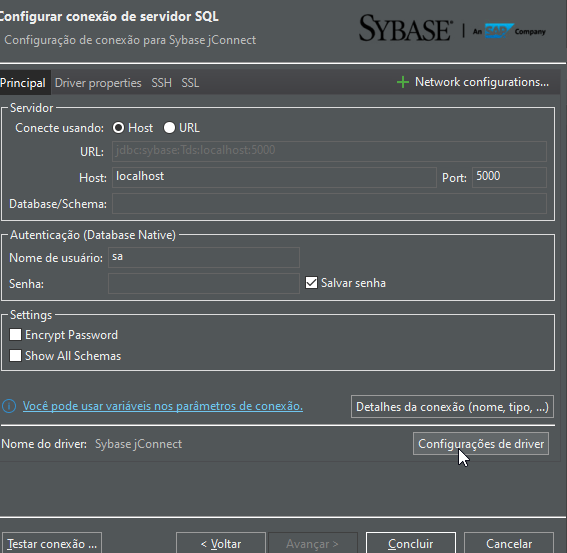 Configurar conexão de servidor SQL
Configuração de conexão para Sybase jConnect
SYBASE® | An SAP Company
Principal Driver properties SSH SSL + Network configurations...
Servidor
Conecte usando: Host URL
URL: jdbc:sybase:Tds:localhost:5000
Host: localhost Port: 5000
Database/Schema:
Autenticação (Database Native)
Nome de usuário: sa
Senha: Salvar senha
Settings
Encrypt Password
Show All Schemas
Você pode usar variáveis nos parâmetros de conexão. Detalhes da conexão (nome, tipo, ...)
Nome do driver: Sybase jConnect Configurações de driver
Testar conexão ... < Voltar Avançar > Concluir Cancelar